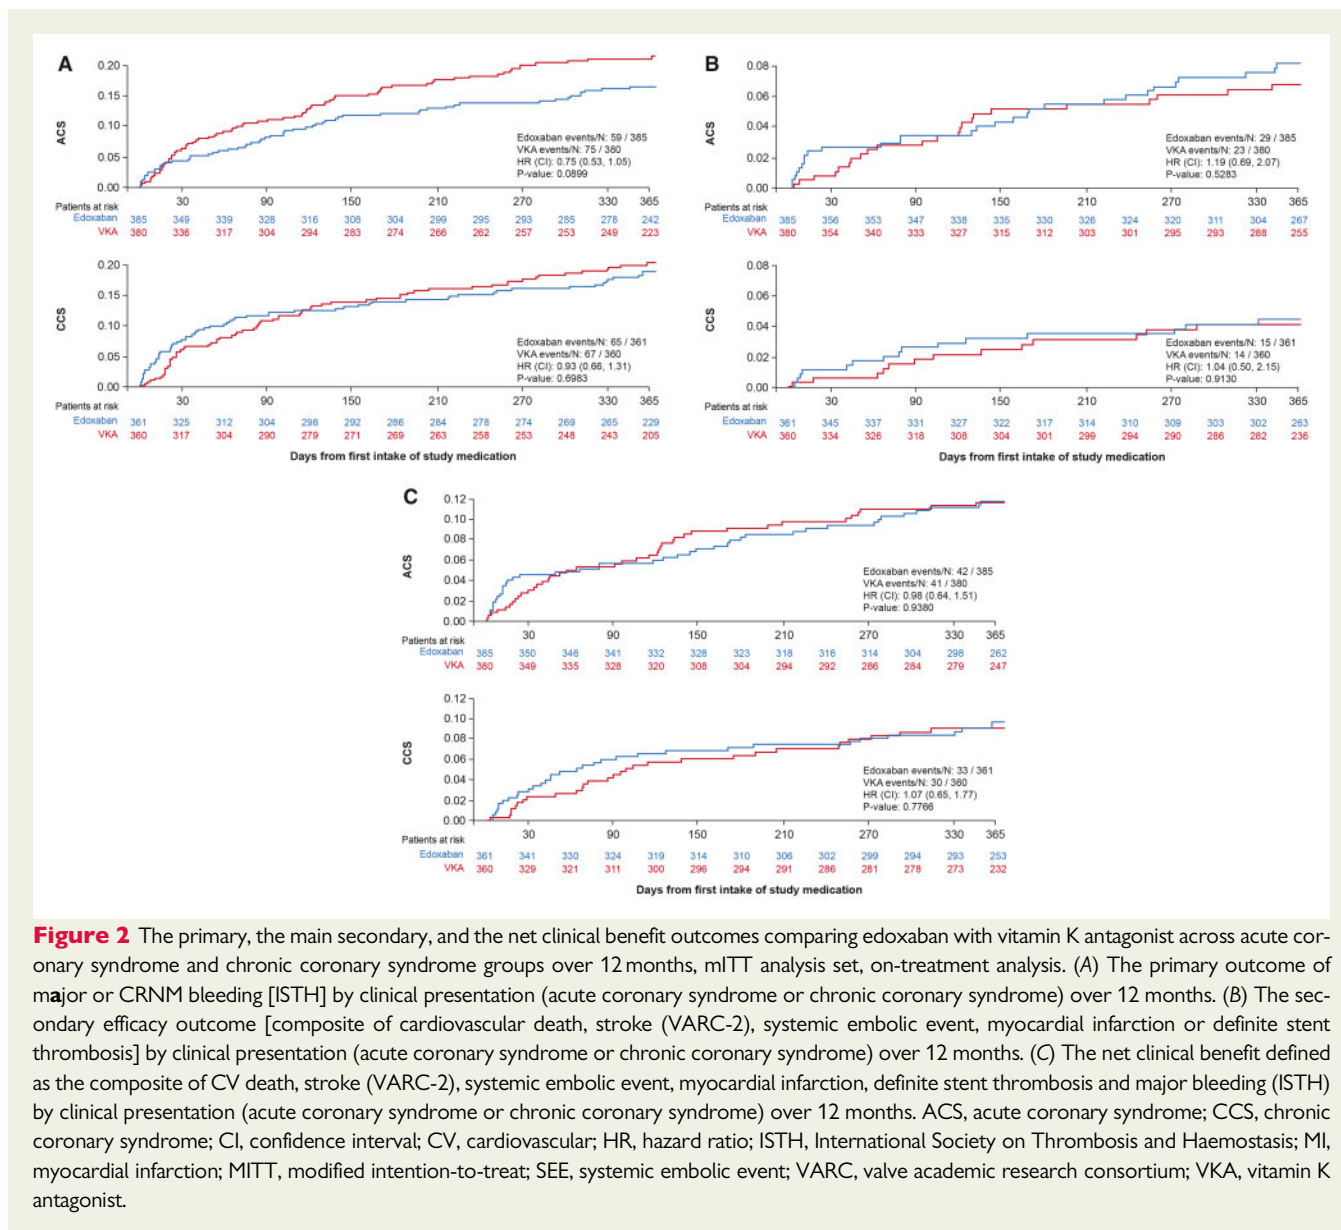 A
0.20
0.15
0.10
0.05
0.00
ACS
Edoxaban events/N: 59 / 385
VKA events/N: 75 / 380
HR (CI): 0.75 (0.53, 1.05)
P-value: 0.0899
30 90 150 210 270 330 365
Patients at risk
Edoxaban 385 349 339 328 316 308 304 299 295 293 285 278 242
VKA 380 336 317 304 294 283 274 266 262 257 253 249 223
0.20
0.15
0.10
0.05
0.00
CCS
Edoxaban events/N: 65 / 361
VKA events/N: 67 / 360
HR (CI): 0.93 (0.66, 1.31)
P-value: 0.6983
30 90 150 210 270 330 365
Patients at risk
Edoxaban 361 325 312 304 298 292 286 284 278 274 269 265 229
VKA 360 317 304 290 279 271 269 263 258 253 248 243 205
Days from first intake of study medication
B
0.08
0.06
0.04
0.02
0.00
ACS
Edoxaban events/N: 29 / 385
VKA events/N: 23 / 380
HR (CI): 1.19 (0.69, 2.07)
P-value: 0.5283
30 90 150 210 270 330 365
Patients at risk
Edoxaban 385 356 353 347 338 335 330 326 324 320 311 304 267
VKA 380 354 340 333 327 315 312 303 301 295 293 288 255
0.08
0.06
0.04
0.02
0.00
CCS
Edoxaban events/N: 15 / 361
VKA events/N: 14 / 360
HR (CI): 1.04 (0.50, 2.15)
P-value: 0.9130
30 90 150 210 270 330 365
Patients at risk
Edoxaban 361 345 337 331 327 322 317 314 310 309 303 302 263
VKA 360 334 326 318 308 304 301 299 294 290 286 282 236
Days from first intake of study medication
C
0.12
0.10
0.08
0.06
0.04
0.02
0.00
ACS
Edoxaban events/N: 42 / 385
VKA events/N: 41 / 380
HR (CI): 0.98 (0.64, 1.51)
P-value: 0.9380
30 90 150 210 270 330 365
Patients at risk
Edoxaban 385 350 346 341 332 328 323 318 316 314 304 298 262
VKA 380 349 335 328 320 308 304 294 292 286 284 279 247
0.12
0.10
0.08
0.06
0.04
0.02
0.00
CCS
Edoxaban events/N: 33 / 361
VKA events/N: 30 / 360
HR (CI): 1.07 (0.65, 1.77)
P-value: 0.7766
30 90 150 210 270 330 365
Patients at risk
Edoxaban 361 341 330 324 319 314 310 306 302 299 294 293 253
VKA 360 329 321 311 300 296 294 291 286 281 278 273 232
Days from first intake of study medication
Figure 2 The primary, the main secondary, and the net clinical benefit outcomes comparing edoxaban with vitamin K antagonist across acute cor-
onary syndrome and chronic coronary syndrome groups over 12 months, mITT analysis set, on-treatment analysis. (A) The primary outcome of
major or CRNM bleeding [ISTH] by clinical presentation (acute coronary syndrome or chronic coronary syndrome) over 12 months. (B) The sec-
ondary efficacy outcome [composite of cardiovascular death, stroke (VARC-2), systemic embolic event, myocardial infarction or definite stent
thrombosis] by clinical presentation (acute coronary syndrome or chronic coronary syndrome) over 12 months. (C) The net clinical benefit defined
as the composite of CV death, stroke (VARC-2), systemic embolic event, myocardial infarction, definite stent thrombosis and major bleeding (ISTH)
by clinical presentation (acute coronary syndrome or chronic coronary syndrome) over 12 months. ACS, acute coronary syndrome; CCS, chronic
coronary syndrome; CI, confidence interval; CV, cardiovascular; HR, hazard ratio; ISTH, International Society on Thrombosis and Haemostasis; MI,
myocardial infarction; MITT, modified intention-to-treat; SEE, systemic embolic event; VARC, valve academic research consortium; VKA, vitamin K
antagonist.